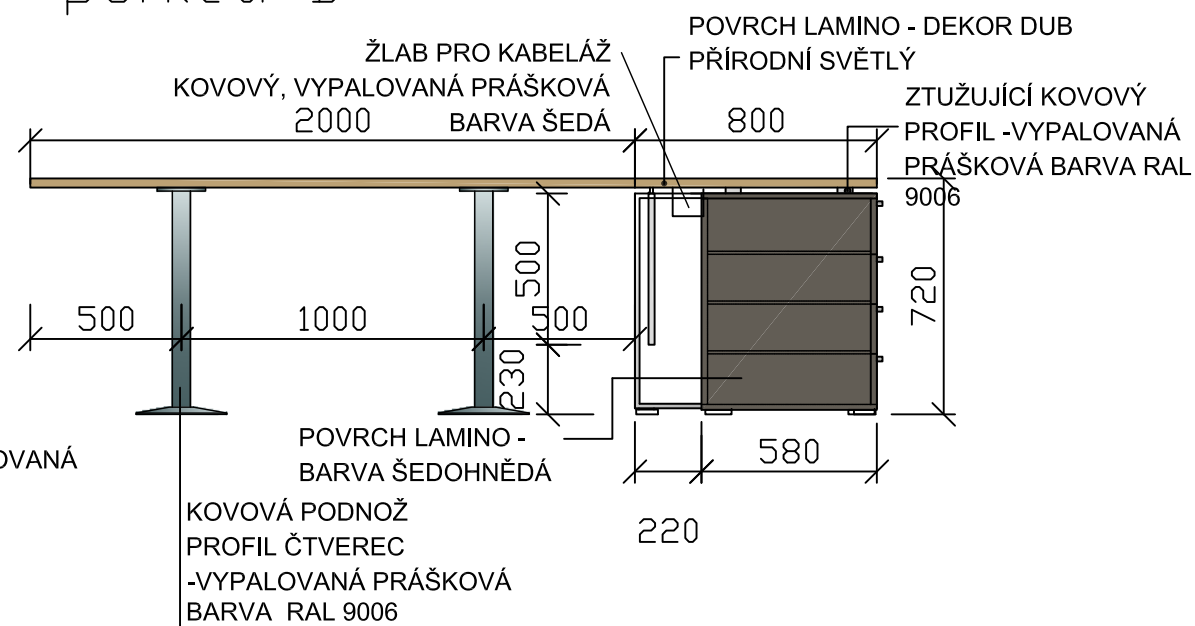 ŽLAB PRO KABELÁŽ
KOVOVÝ, VYPALOVANÁ PRÁŠKOVÁ
BARVA ŠEDÁ
POVRCH LAMINO - DEKOR DUB
PŘÍRODNÍ SVĚTLÝ
ZTUŽUJÍCÍ KOVOVÝ
PROFIL -VYPALOVANÁ
PRÁŠKOVÁ BARVA RAL
9006
2000
800
500
1000
500
500
230
720
580
220
POVRCH LAMINO -
BARVA ŠEDOHNĚDÁ
OVANÁ
KOVOVÁ PODNOŽ
PROFIL ČTVEREC
-VYPALOVANÁ PRÁŠKOVÁ
BARVA  RAL 9006